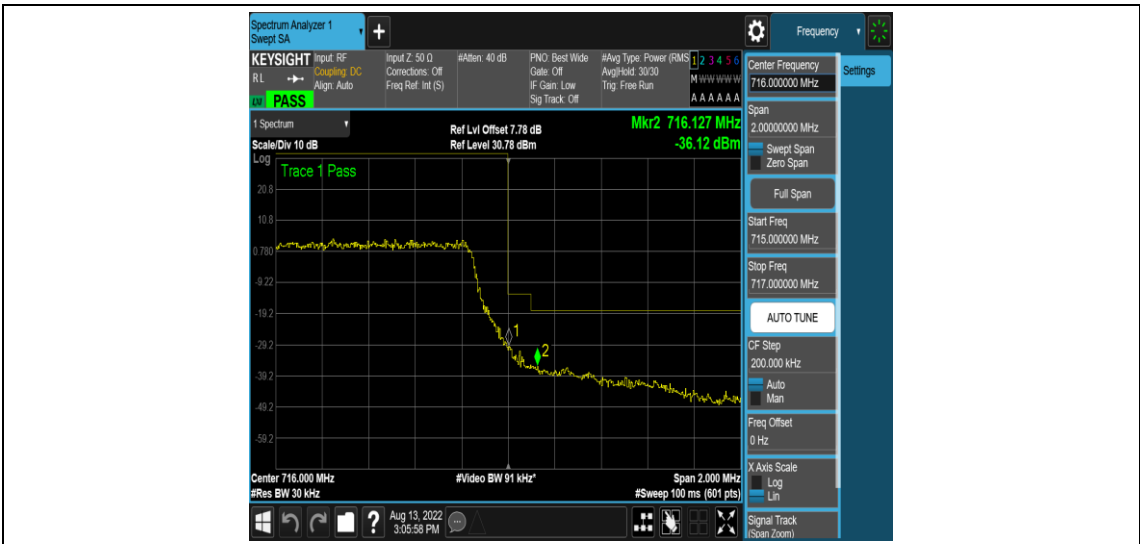 Spectrum Analyzer 1
Swept SA
+
Frequency
KEYSIGHT
RL
LXI PASS
Input: RF
Coupling: DC
Align: Auto
Input Z: 50 Ω
Corrections: Off
Freq Ref: Int (S)
#Atten: 40 dB
PNO: Best Wide
Gate: Off
IF Gain: Low
Sig Track: Off
#Avg Type: Power (RMS
Avg|Hold: 30/30
Trig: Free Run
1 2 3 4 5 6
M W W W W W
A A A A A A
1 Spectrum
Scale/Div 10 dB
Ref Lvl Offset 7.78 dB
Ref Level 30.78 dBm
Mkr2 716.127 MHz
-36.12 dBm
Log
Trace 1 Pass
20.8
10.8
0.780
-9.22
-19.2
-29.2
-39.2
-49.2
-59.2
1
2
Center 716.000 MHz
#Res BW 30 kHz
#Video BW 91 kHz*
Span 2.000 MHz
#Sweep 100 ms (601 pts)
Center Frequency
716.000000 MHz
Settings
Span
2.00000000 MHz
Swept Span
Zero Span
Full Span
Start Freq
715.000000 MHz
Stop Freq
717.000000 MHz
AUTO TUNE
CF Step
200.000 kHz
Auto
Man
Freq Offset
0 Hz
X Axis Scale
Log
Lin
Signal Track
(Span Zoom)
?
Aug 13, 2022
3:05:58 PM